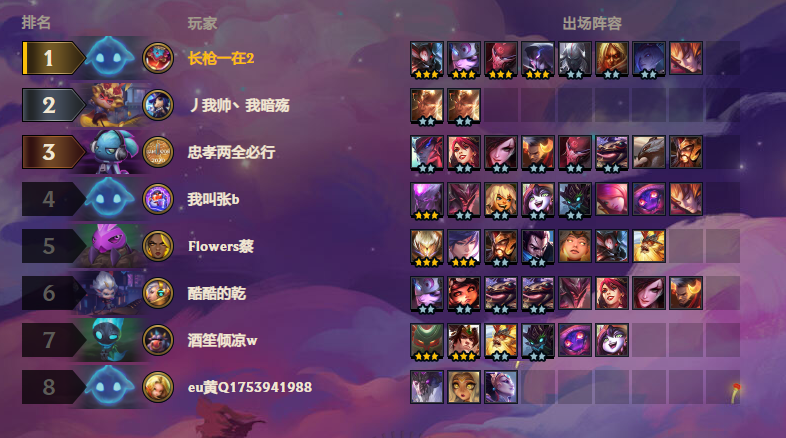 排名 玩家 出场阵容
1 长枪一在2
2 丿我帅丶我暗殇
3 忠孝两全必行
4 我叫张b
5 Flowers蔡
6 酷酷的乾
7 酒笙倾凉w
8 eu黄Q1753941988